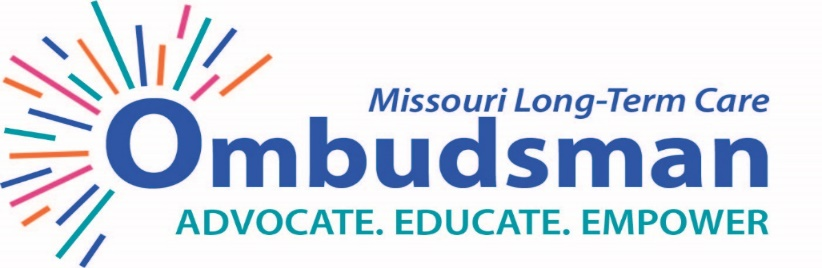 Missouri Long-Term Care
Ombudsman
ADVOCATE. EDUCATE. EMPOWER